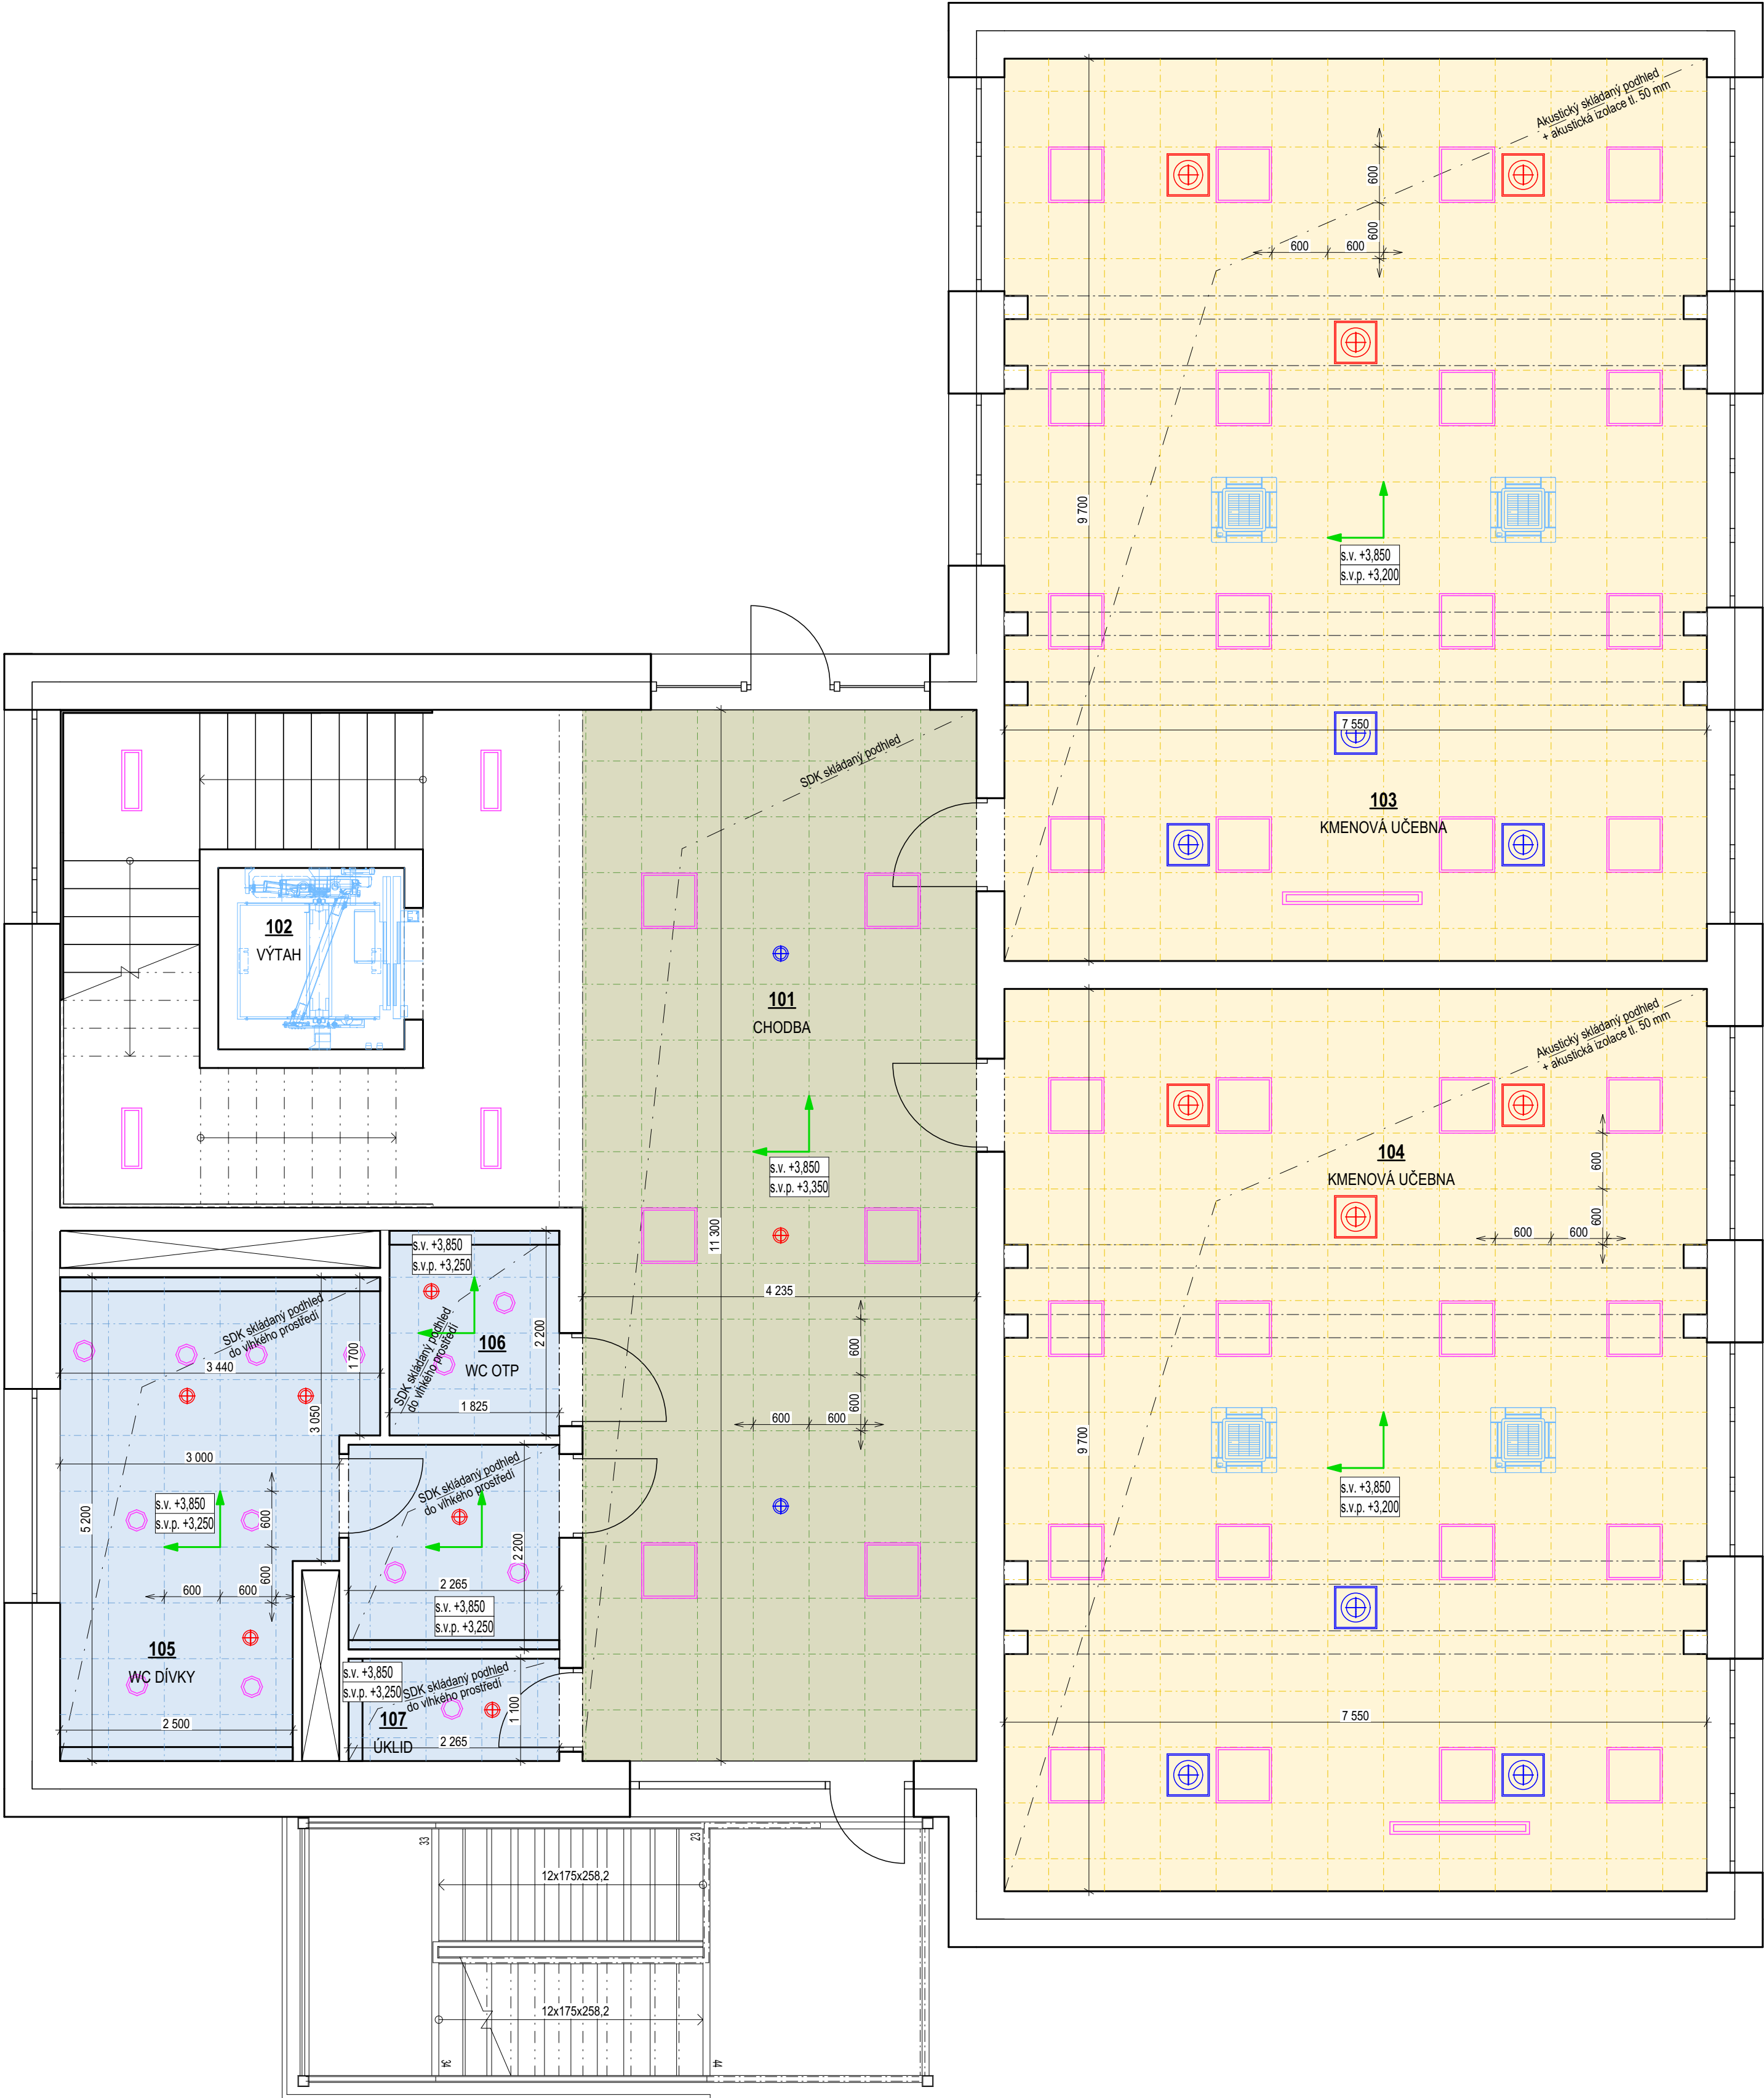 Akustický skládaný podhled
+ akustická izolace tl. 50 mm
600
600
600
600
9 700
s.v. +3,850
s.v.p. +3,200
7 550
103
KMENOVÁ UČEBNA
SDK skládaný podhled
102
VÝTAH
101
CHODBA
s.v. +3,850
s.v.p. +3,350
11 300
4 235
600
600
600
600
Akustický skládaný podhled
+ akustická izolace tl. 50 mm
104
KMENOVÁ UČEBNA
600
600
600
600
9 700
s.v. +3,850
s.v.p. +3,200
7 550
s.v. +3,850
s.v.p. +3,250
SDK skládaný podhled
do vlhkého prostředí
106
WC OTP
2 200
1 825
SDK skládaný podhled
do vlhkého prostředí
3 440
1 700
3 050
3 000
5 200
s.v. +3,850
s.v.p. +3,250
600
600
600
600
105
WC DÍVKY
2 500
SDK skládaný podhled
do vlhkého prostředí
2 200
2 265
s.v. +3,850
s.v.p. +3,250
s.v. +3,850
s.v.p. +3,250
SDK skládaný podhled
do vlhkého prostředí
107
ÚKLID
1 100
2 265
33
23
12x175x258,2
12x175x258,2
34
44